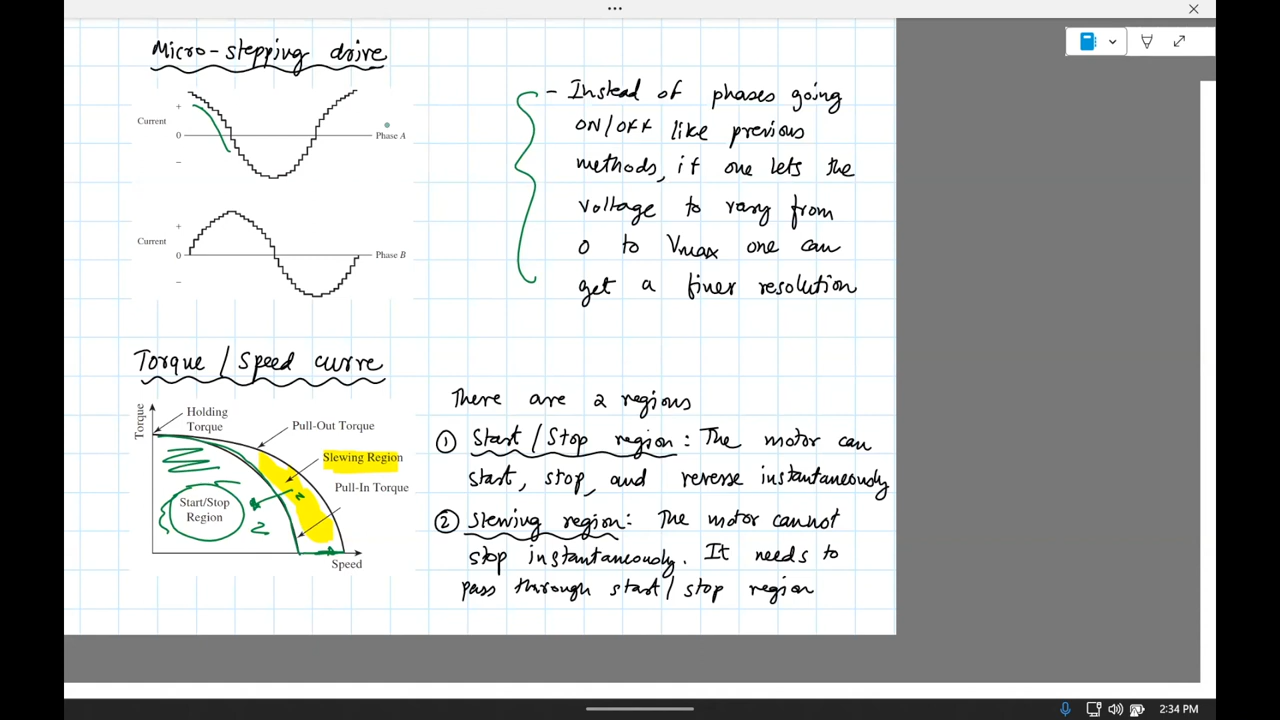 Micro-stepping drive
+
Current
0
Phase A
–
+
Current
0
Phase B
–
- Instead of phases going
ON/OFF like previous
methods, if one lets the
voltage to vary from
0 to Vmax one can
get a finer resolution
Torque / Speed curve
Torque
Holding
Torque
Pull-Out Torque
Slewing Region
Pull-In Torque
Start/Stop
Region
Speed
There are 2 regions
① Start / Stop region : The motor can
start, stop, and reverse instantaneously
② Slewing region : The motor cannot
stop instantaneously. It needs to
pass through start / stop region
2:34 PM